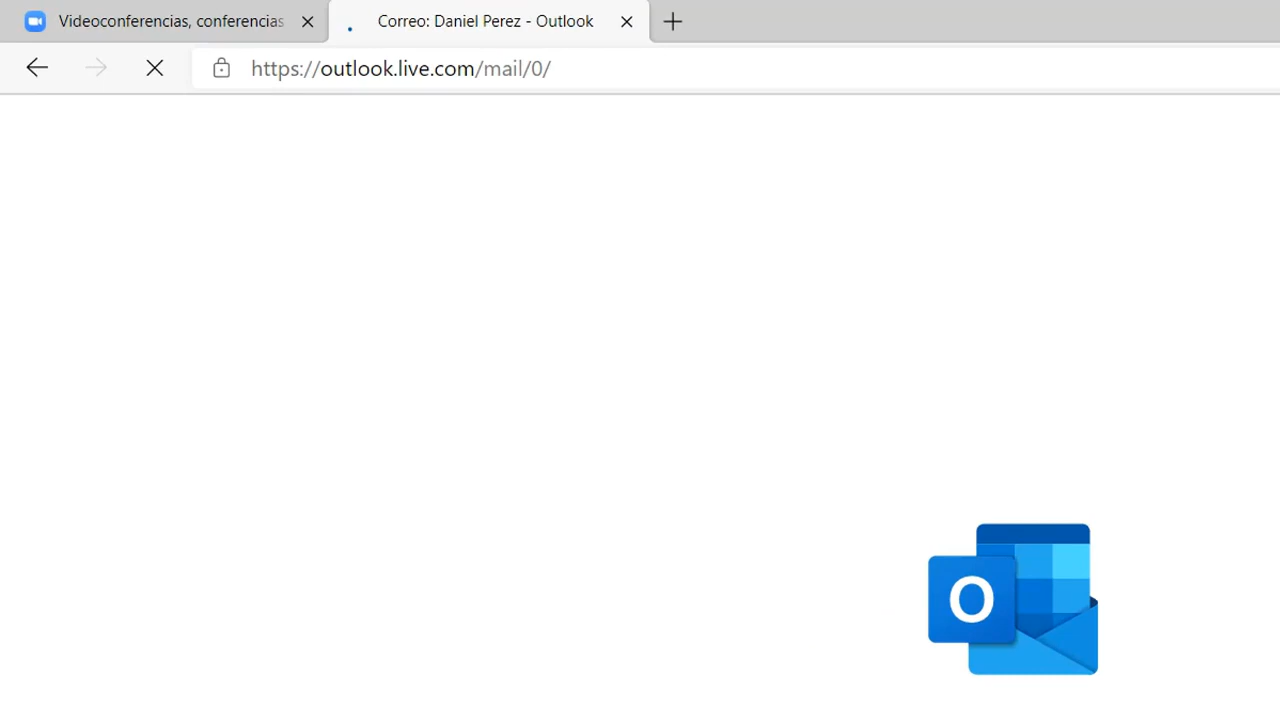 Videoconferencias, conferencias
Correo: Daniel Perez - Outlook
https://outlook.live.com/mail/0/
O